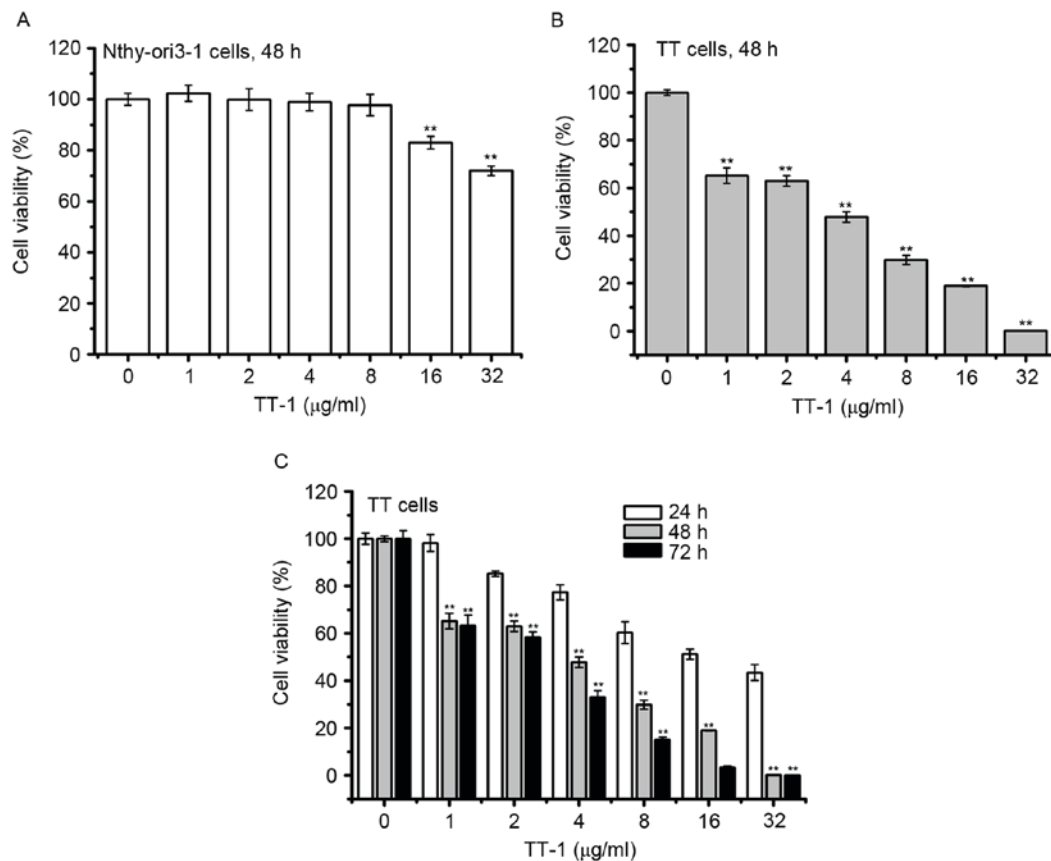 A
Nthy-ori3-1 cells, 48 h
120
100
80
60
40
20
0
Cell viability (%)
**
**
0 1 2 4 8 16 32
TT-1 (μg/ml)
B
TT cells, 48 h
120
100
80
60
40
20
0
Cell viability (%)
**
**
**
**
**
**
0 1 2 4 8 16 32
TT-1 (μg/ml)
C
TT cells
24 h
48 h
72 h
120
100
80
60
40
20
0
Cell viability (%)
** **
** **
** **
** **
**
** **
0 1 2 4 8 16 32
TT-1 (μg/ml)